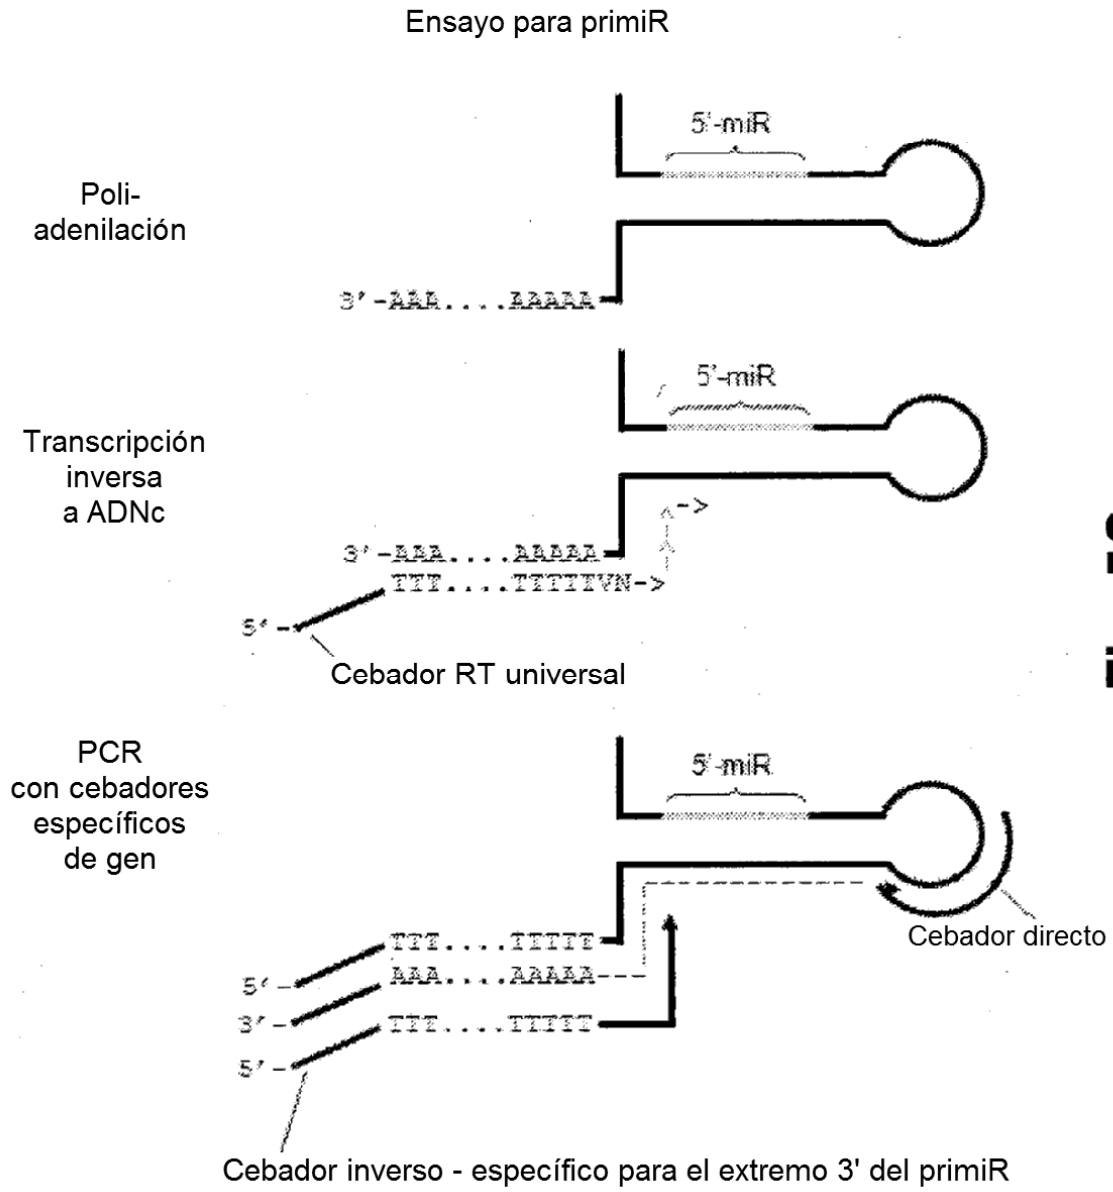 Ensayo para primiR
5'-miR
Poli-
adenilación
3'-AAA....AAAAA
5'-miR
Transcripción
inversa
a ADNc
3'-AAA....AAAAA
TTT....TTTTTVN->
->
5'-
Cebador RT universal
PCR
con cebadores
específicos
de gen
5'-miR
Cebador directo
TTT....TTTTT
5'-
AAA....AAAAA
3'-
TTT....TTTTT
5'-
Cebador inverso - específico para el extremo 3' del primiR